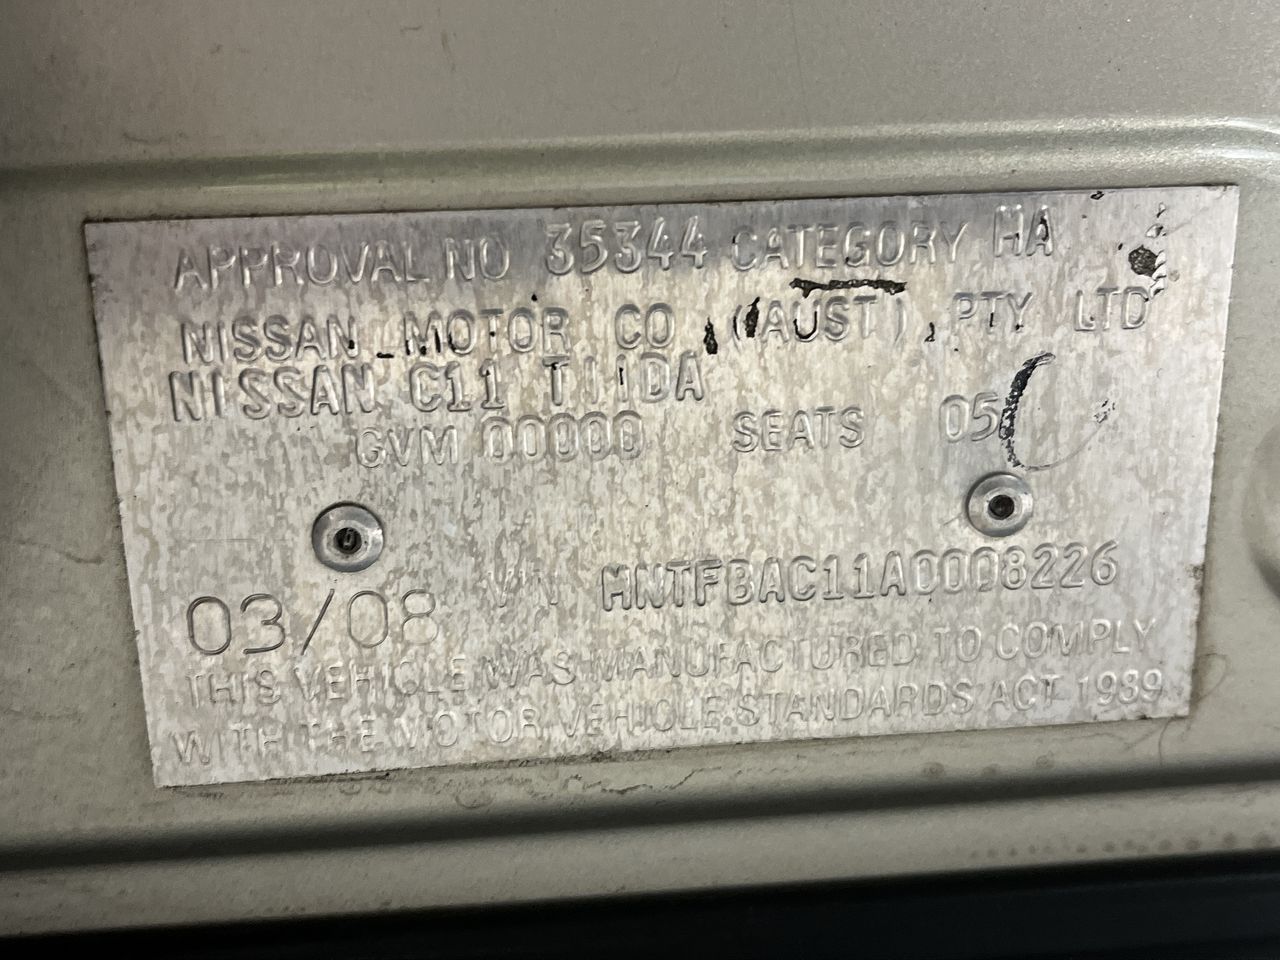 APPROVAL NO 35344 CATEGORY MA
NISSAN MOTOR CO (AUST) PTY LTD
NISSAN C11 TIIDA
GVM 00000 SEATS 05
VIN MNTFBAC11A0008226
03/08
THIS VEHICLE WAS MANUFACTURED TO COMPLY
WITH THE MOTOR VEHICLE STANDARDS ACT 1989